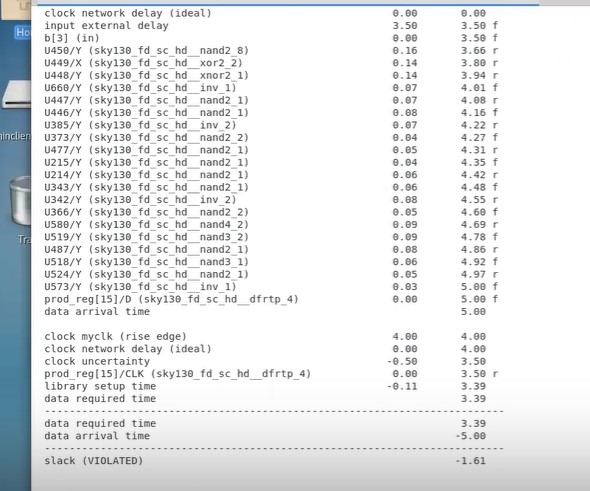 clock network delay (ideal) 0.00 0.00
input external delay 3.50 3.50 f
b[3] (in) 0.00 3.50 f
U450/Y (sky130_fd_sc_hd__nand2_8) 0.16 3.66 r
U449/X (sky130_fd_sc_hd__xor2_2) 0.14 3.80 r
U448/Y (sky130_fd_sc_hd__xnor2_1) 0.14 3.94 r
U660/Y (sky130_fd_sc_hd__inv_1) 0.07 4.01 f
U447/Y (sky130_fd_sc_hd__nand2_1) 0.07 4.08 r
U446/Y (sky130_fd_sc_hd__nand2_1) 0.08 4.16 f
U385/Y (sky130_fd_sc_hd__inv_2) 0.07 4.22 r
U373/Y (sky130_fd_sc_hd__nand2_2) 0.04 4.27 f
U477/Y (sky130_fd_sc_hd__nand2_1) 0.05 4.31 r
U215/Y (sky130_fd_sc_hd__nand2_1) 0.04 4.35 f
U214/Y (sky130_fd_sc_hd__nand2_1) 0.06 4.42 r
U343/Y (sky130_fd_sc_hd__nand2_1) 0.06 4.48 f
U342/Y (sky130_fd_sc_hd__inv_2) 0.08 4.55 r
U366/Y (sky130_fd_sc_hd__nand2_2) 0.05 4.60 f
U580/Y (sky130_fd_sc_hd__nand4_2) 0.09 4.69 r
U519/Y (sky130_fd_sc_hd__nand3_2) 0.09 4.78 f
U487/Y (sky130_fd_sc_hd__nand2_1) 0.08 4.86 r
U518/Y (sky130_fd_sc_hd__nand3_1) 0.06 4.92 f
U524/Y (sky130_fd_sc_hd__nand2_1) 0.05 4.97 r
U573/Y (sky130_fd_sc_hd__inv_1) 0.03 5.00 f
prod_reg[15]/D (sky130_fd_sc_hd__dfrtp_4) 0.00 5.00 f
data arrival time 5.00
clock myclk (rise edge) 4.00 4.00
clock network delay (ideal) 0.00 4.00
clock uncertainty -0.50 3.50
prod_reg[15]/CLK (sky130_fd_sc_hd__dfrtp_4) 0.00 3.50 r
library setup time -0.11 3.39
data required time 3.39
data required time 3.39
data arrival time -5.00
slack (VIOLATED) -1.61
Ho
hinclien
Tra